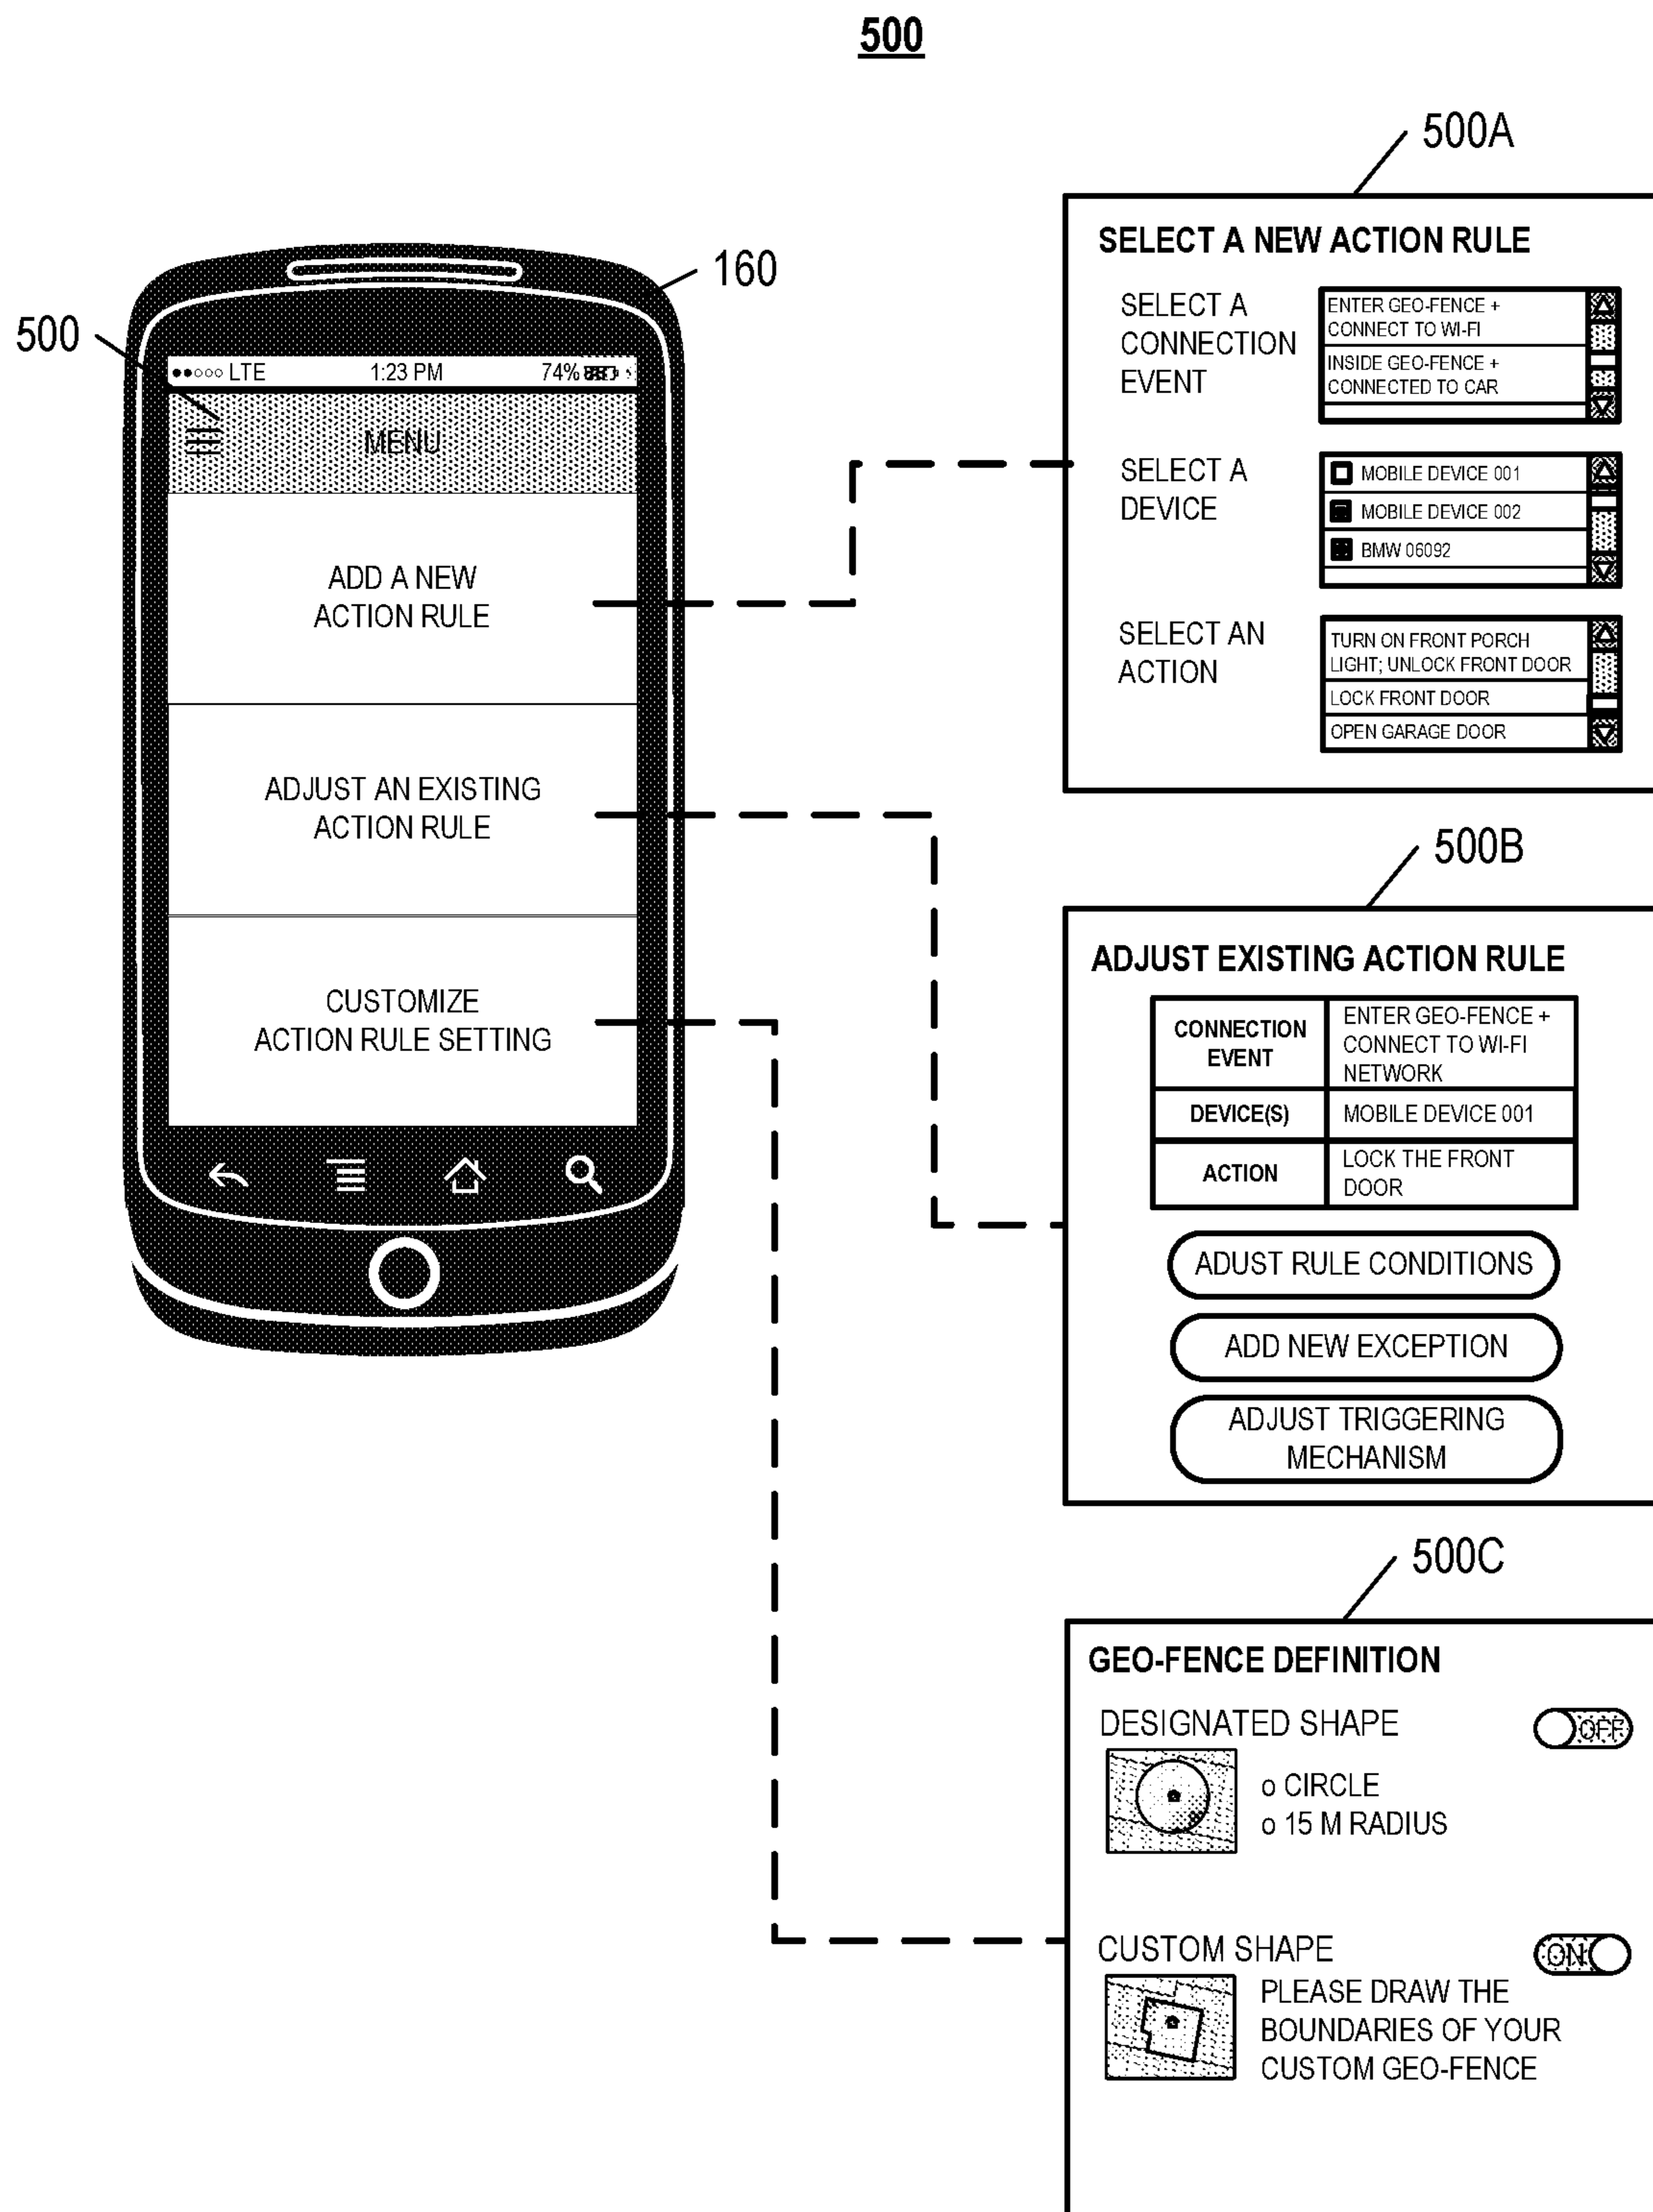 500
160
500
LTE 1:23 PM 74%
MENU
ADD A NEW
ACTION RULE
ADJUST AN EXISTING
ACTION RULE
CUSTOMIZE
ACTION RULE SETTING
500A
SELECT A NEW ACTION RULE
SELECT A
CONNECTION
EVENT
ENTER GEO-FENCE +
CONNECT TO WI-FI
INSIDE GEO-FENCE +
CONNECTED TO CAR
SELECT A
DEVICE
MOBILE DEVICE 001
MOBILE DEVICE 002
BMW 06092
SELECT AN
ACTION
TURN ON FRONT PORCH
LIGHT; UNLOCK FRONT DOOR
LOCK FRONT DOOR
OPEN GARAGE DOOR
500B
ADJUST EXISTING ACTION RULE
CONNECTION
EVENT
ENTER GEO-FENCE +
CONNECT TO WI-FI
NETWORK
DEVICE(S)
MOBILE DEVICE 001
ACTION
LOCK THE FRONT
DOOR
ADUST RULE CONDITIONS
ADD NEW EXCEPTION
ADJUST TRIGGERING
MECHANISM
500C
GEO-FENCE DEFINITION
DESIGNATED SHAPE
OFF
o CIRCLE
o 15 M RADIUS
CUSTOM SHAPE
ON
PLEASE DRAW THE
BOUNDARIES OF YOUR
CUSTOM GEO-FENCE